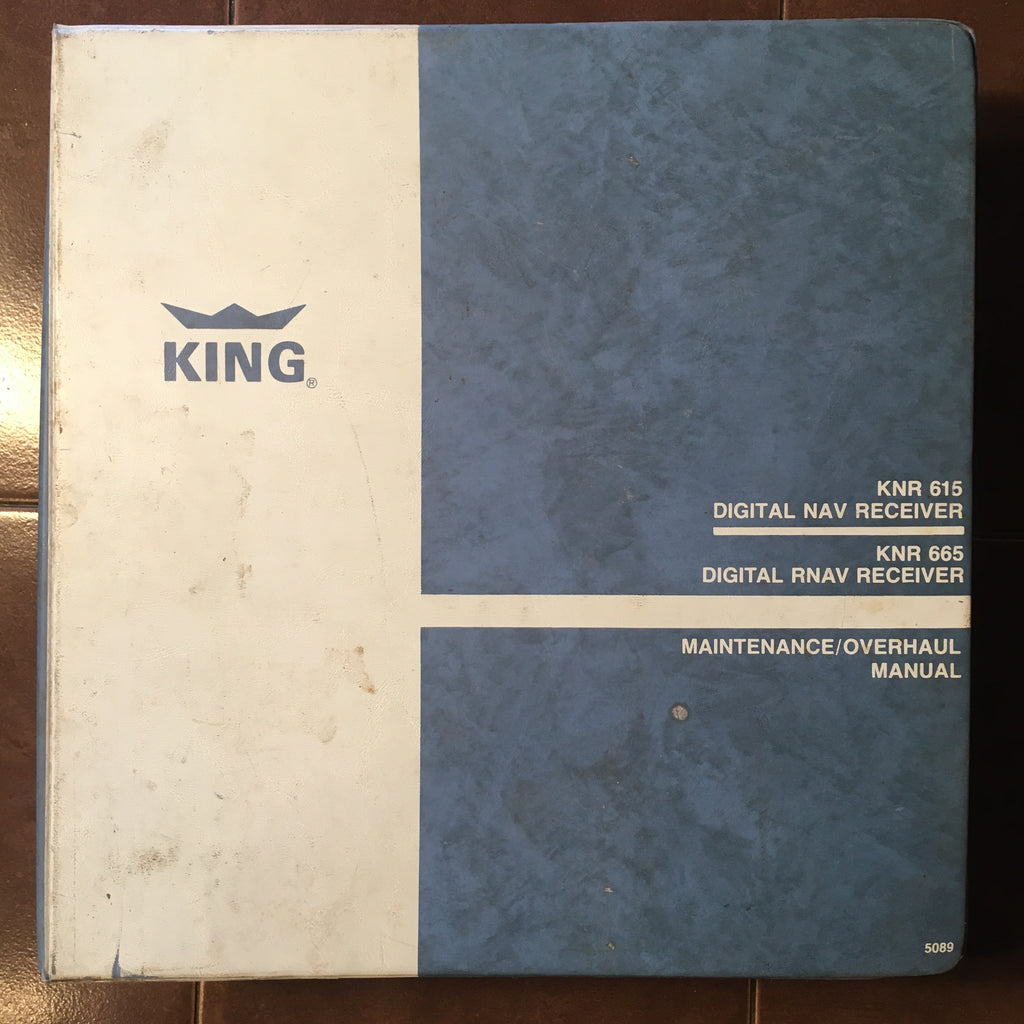 KING®
KNR 615
DIGITAL NAV RECEIVER
KNR 665
DIGITAL RNAV RECEIVER
MAINTENANCE/OVERHAUL
MANUAL
5089